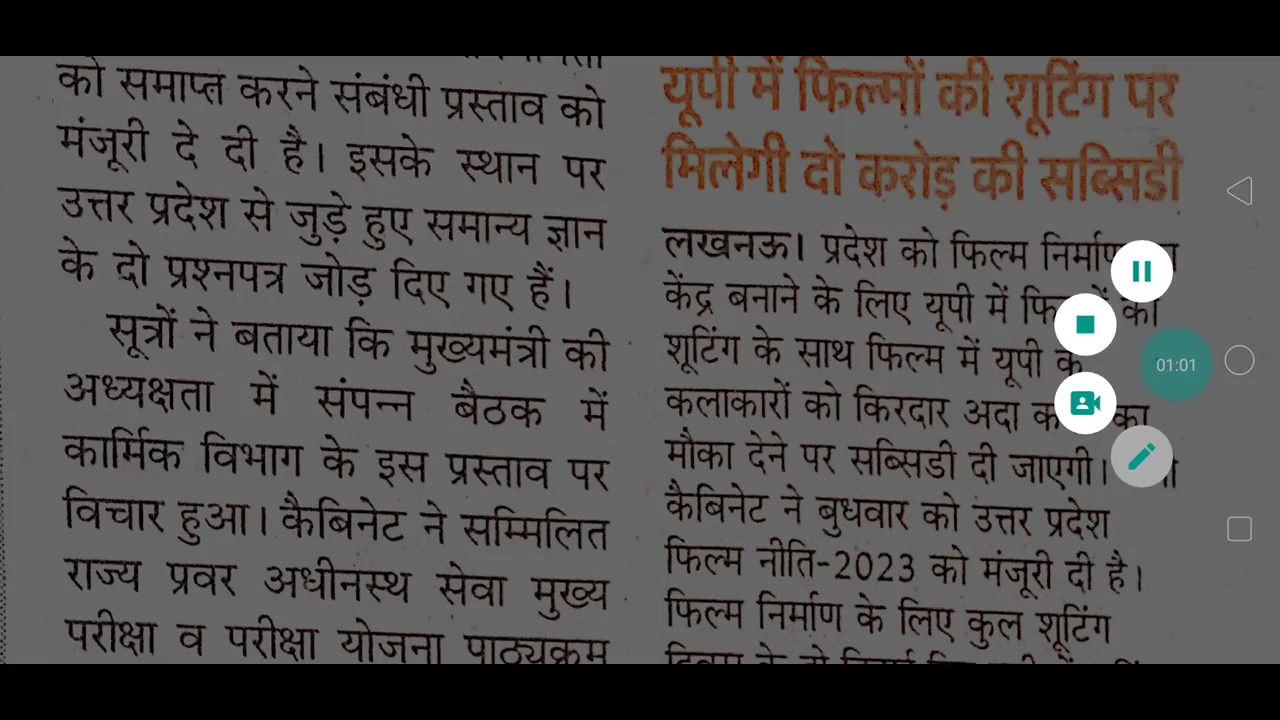 को समाप्त करने संबंधी प्रस्ताव को
मंजूरी दे दी है। इसके स्थान पर
उत्तर प्रदेश से जुड़े हुए समान्य ज्ञान
के दो प्रश्नपत्र जोड़ दिए गए हैं।
सूत्रों ने बताया कि मुख्यमंत्री की
अध्यक्षता में संपन्न बैठक में
कार्मिक विभाग के इस प्रस्ताव पर
विचार हुआ। कैबिनेट ने सम्मिलित
राज्य प्रवर अधीनस्थ सेवा मुख्य
परीक्षा व परीक्षा योजना पाठ्यक्रम
यूपी में फिल्मों की शूटिंग पर
मिलेगी दो करोड़ की सब्सिडी
लखनऊ। प्रदेश को फिल्म निर्माण
केंद्र बनाने के लिए यूपी में
शूटिंग के साथ फिल्म में यूपी के
कलाकारों को किरदार अदा का
मौका देने पर सब्सिडी दी जाएगी।
कैबिनेट ने बुधवार को उत्तर प्रदेश
फिल्म नीति-2023 को मंजूरी दी है।
फिल्म निर्माण के लिए कुल शूटिंग
01:01